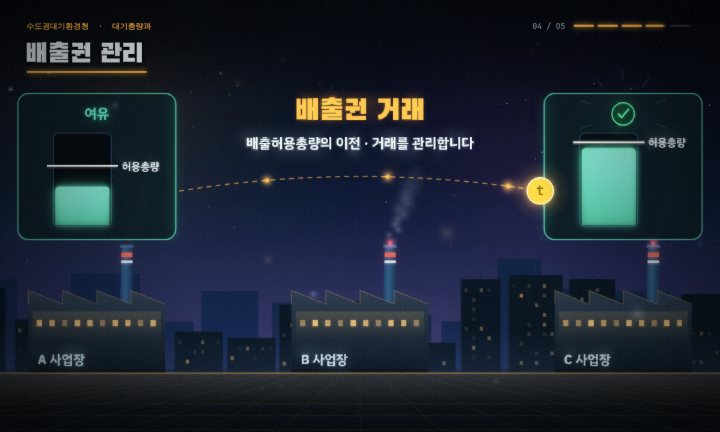 수도권대기환경청 · 대기총량과
04 / 05
배출권 관리
여유
허용총량
배출권 거래
배출허용총량의 이전 · 거래를 관리합니다
허용총량
t
A 사업장
B 사업장
C 사업장